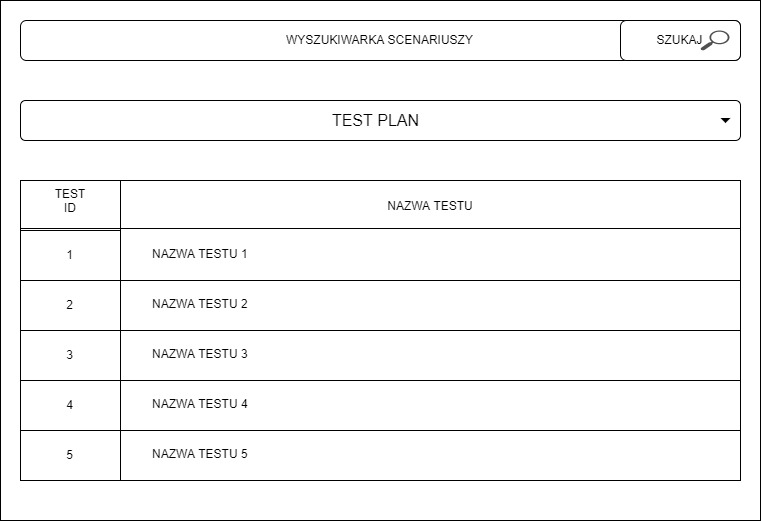 WYSZUKIWARKA SCENARIUSZY
SZUKAJ
TEST PLAN
TEST
ID
NAZWA TESTU
1
NAZWA TESTU 1
2
NAZWA TESTU 2
3
NAZWA TESTU 3
4
NAZWA TESTU 4
5
NAZWA TESTU 5